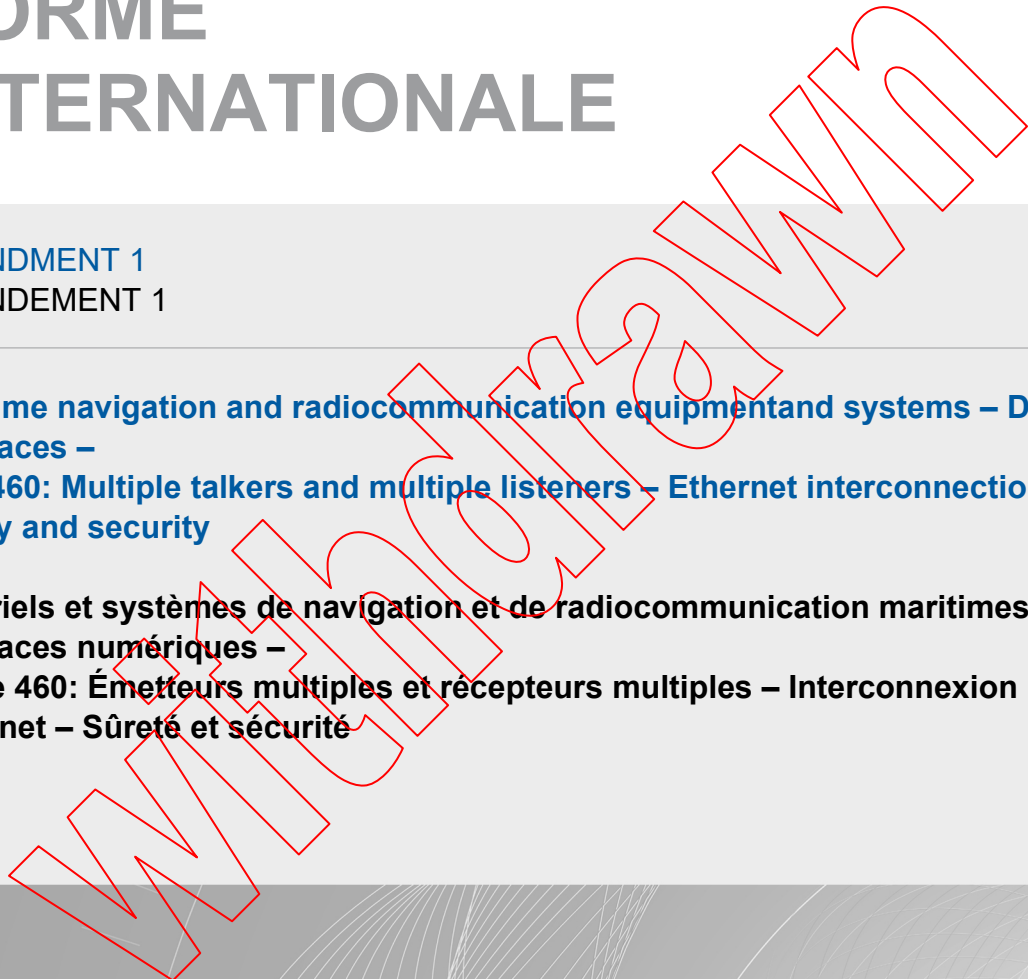 ORME
TERNATIONALE
NDMENT 1
NDEMENT 1
me navigation and radiocommunication equipmentand systems – D
aces –
460: Multiple talkers and multiple listeners – Ethernet interconnectio
y and security
riels et systèmes de navigation et de radiocommunication maritimes
aces numériques –
e 460: Émetteurs multiples et récepteurs multiples – Interconnexion
net – Sûreté et sécurité
withdrawn